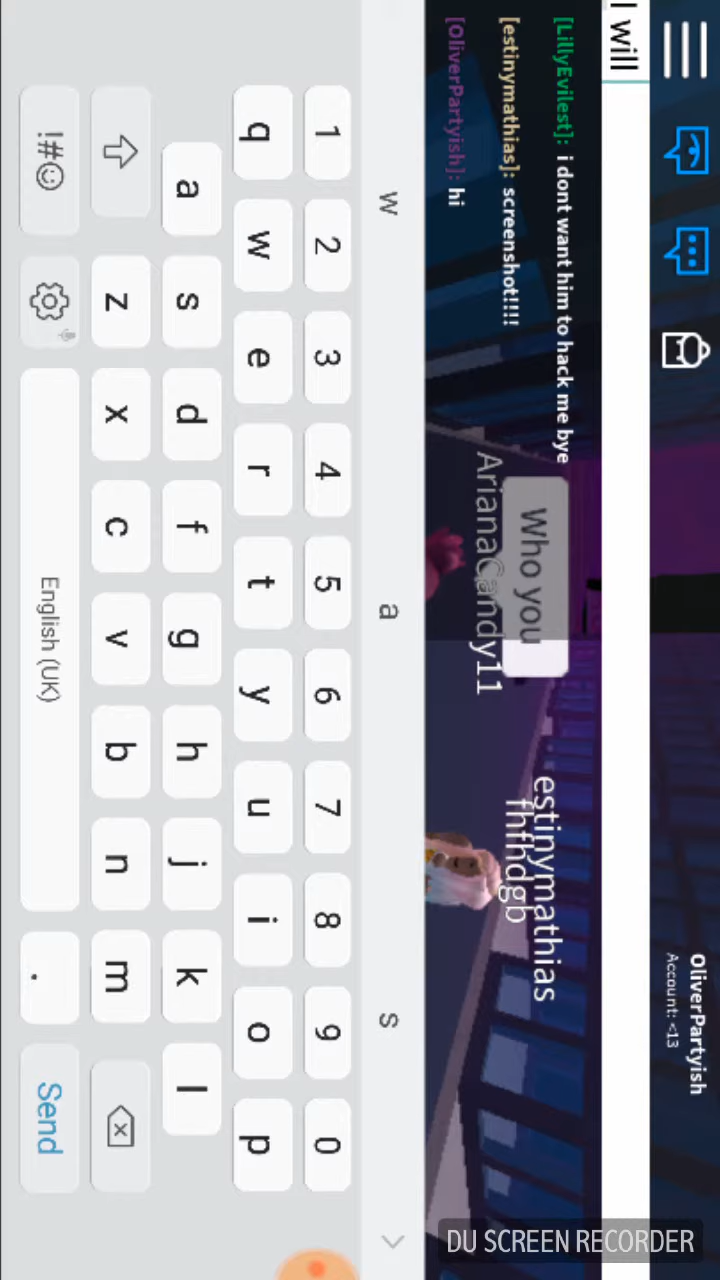 OliverPartyish
Account: <13
I will
[LillyEvilest]: i dont want him to hack me bye
[estinymathias]: screenshot!!!!
[OliverPartyish]: hi
Who you
ArianaCandy11
estinymathias
fhfhdgb
w a s
1 2 3 4 5 6 7 8 9 0
q w e r t y u i o p
a s d f g h j k l
z x c v b n m
!#☺ English (UK) . Send
DU SCREEN RECORDER